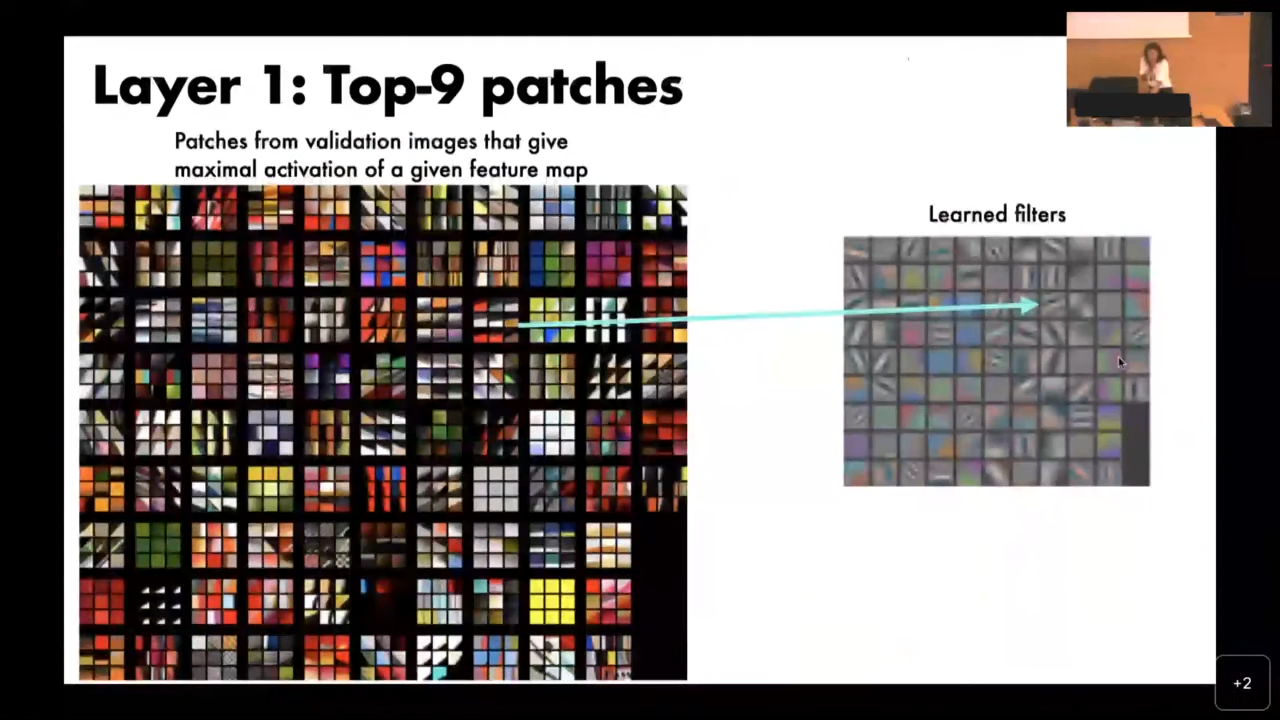 Layer 1: Top-9 patches
Patches from validation images that give
maximal activation of a given feature map
Learned filters
+2